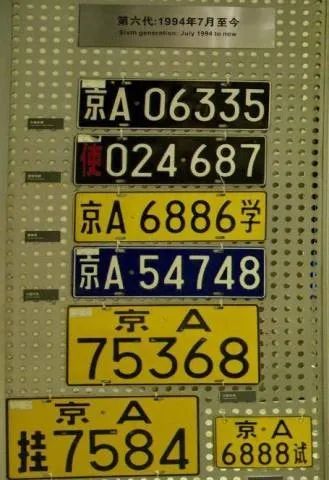 第六代:1994年7月至今
Sixth generation: July 1994 to now
京A·06335
使024·687
京A·6886学
京A·54748
京·A
75368
京·A
挂7584
京·A
6888试